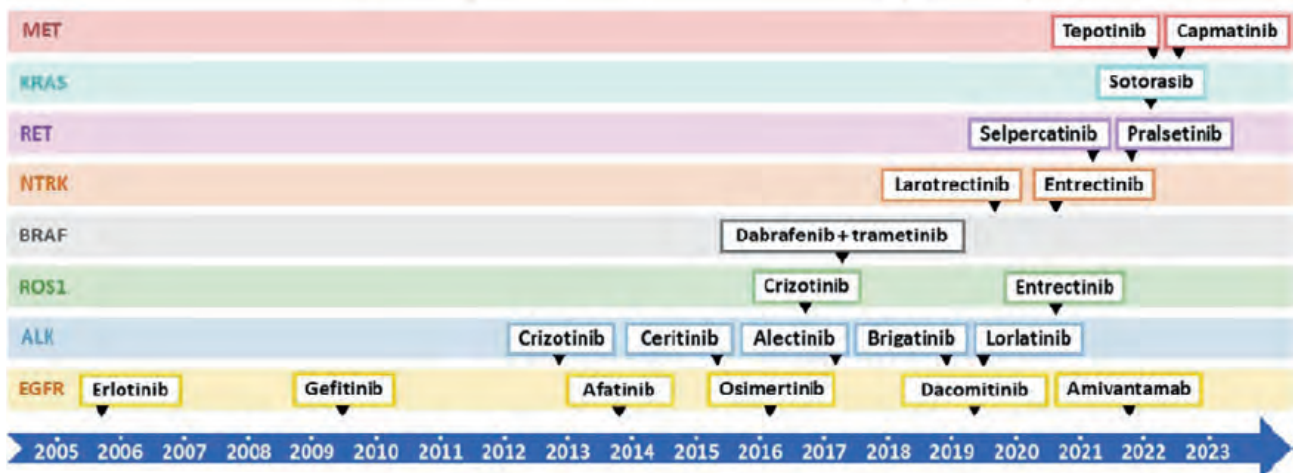 MET Tepotinib Capmatinib
KRAS Sotorasib
RET Selpercatinib Pralsetinib
NTRK Larotrectinib Entrectinib
BRAF Dabrafenib+trametinib
ROS1 Crizotinib Entrectinib
ALK Crizotinib Ceritinib Alectinib Brigatinib Lorlatinib
EGFR Erlotinib Gefitinib Afatinib Osimertinib Dacomitinib Amivantamab
2005 2006 2007 2008 2009 2010 2011 2012 2013 2014 2015 2016 2017 2018 2019 2020 2021 2022 2023